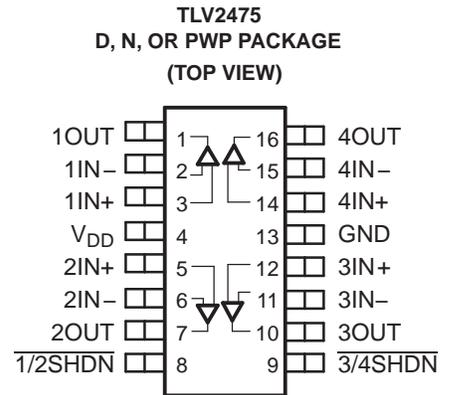 TLV2475
D, N, OR PWP PACKAGE
(TOP VIEW)
1OUT 1 16 4OUT
1IN− 2 15 4IN−
1IN+ 3 14 4IN+
VDD 4 13 GND
2IN+ 5 12 3IN+
2IN− 6 11 3IN−
2OUT 7 10 3OUT
1/2SHDN 8 9 3/4SHDN